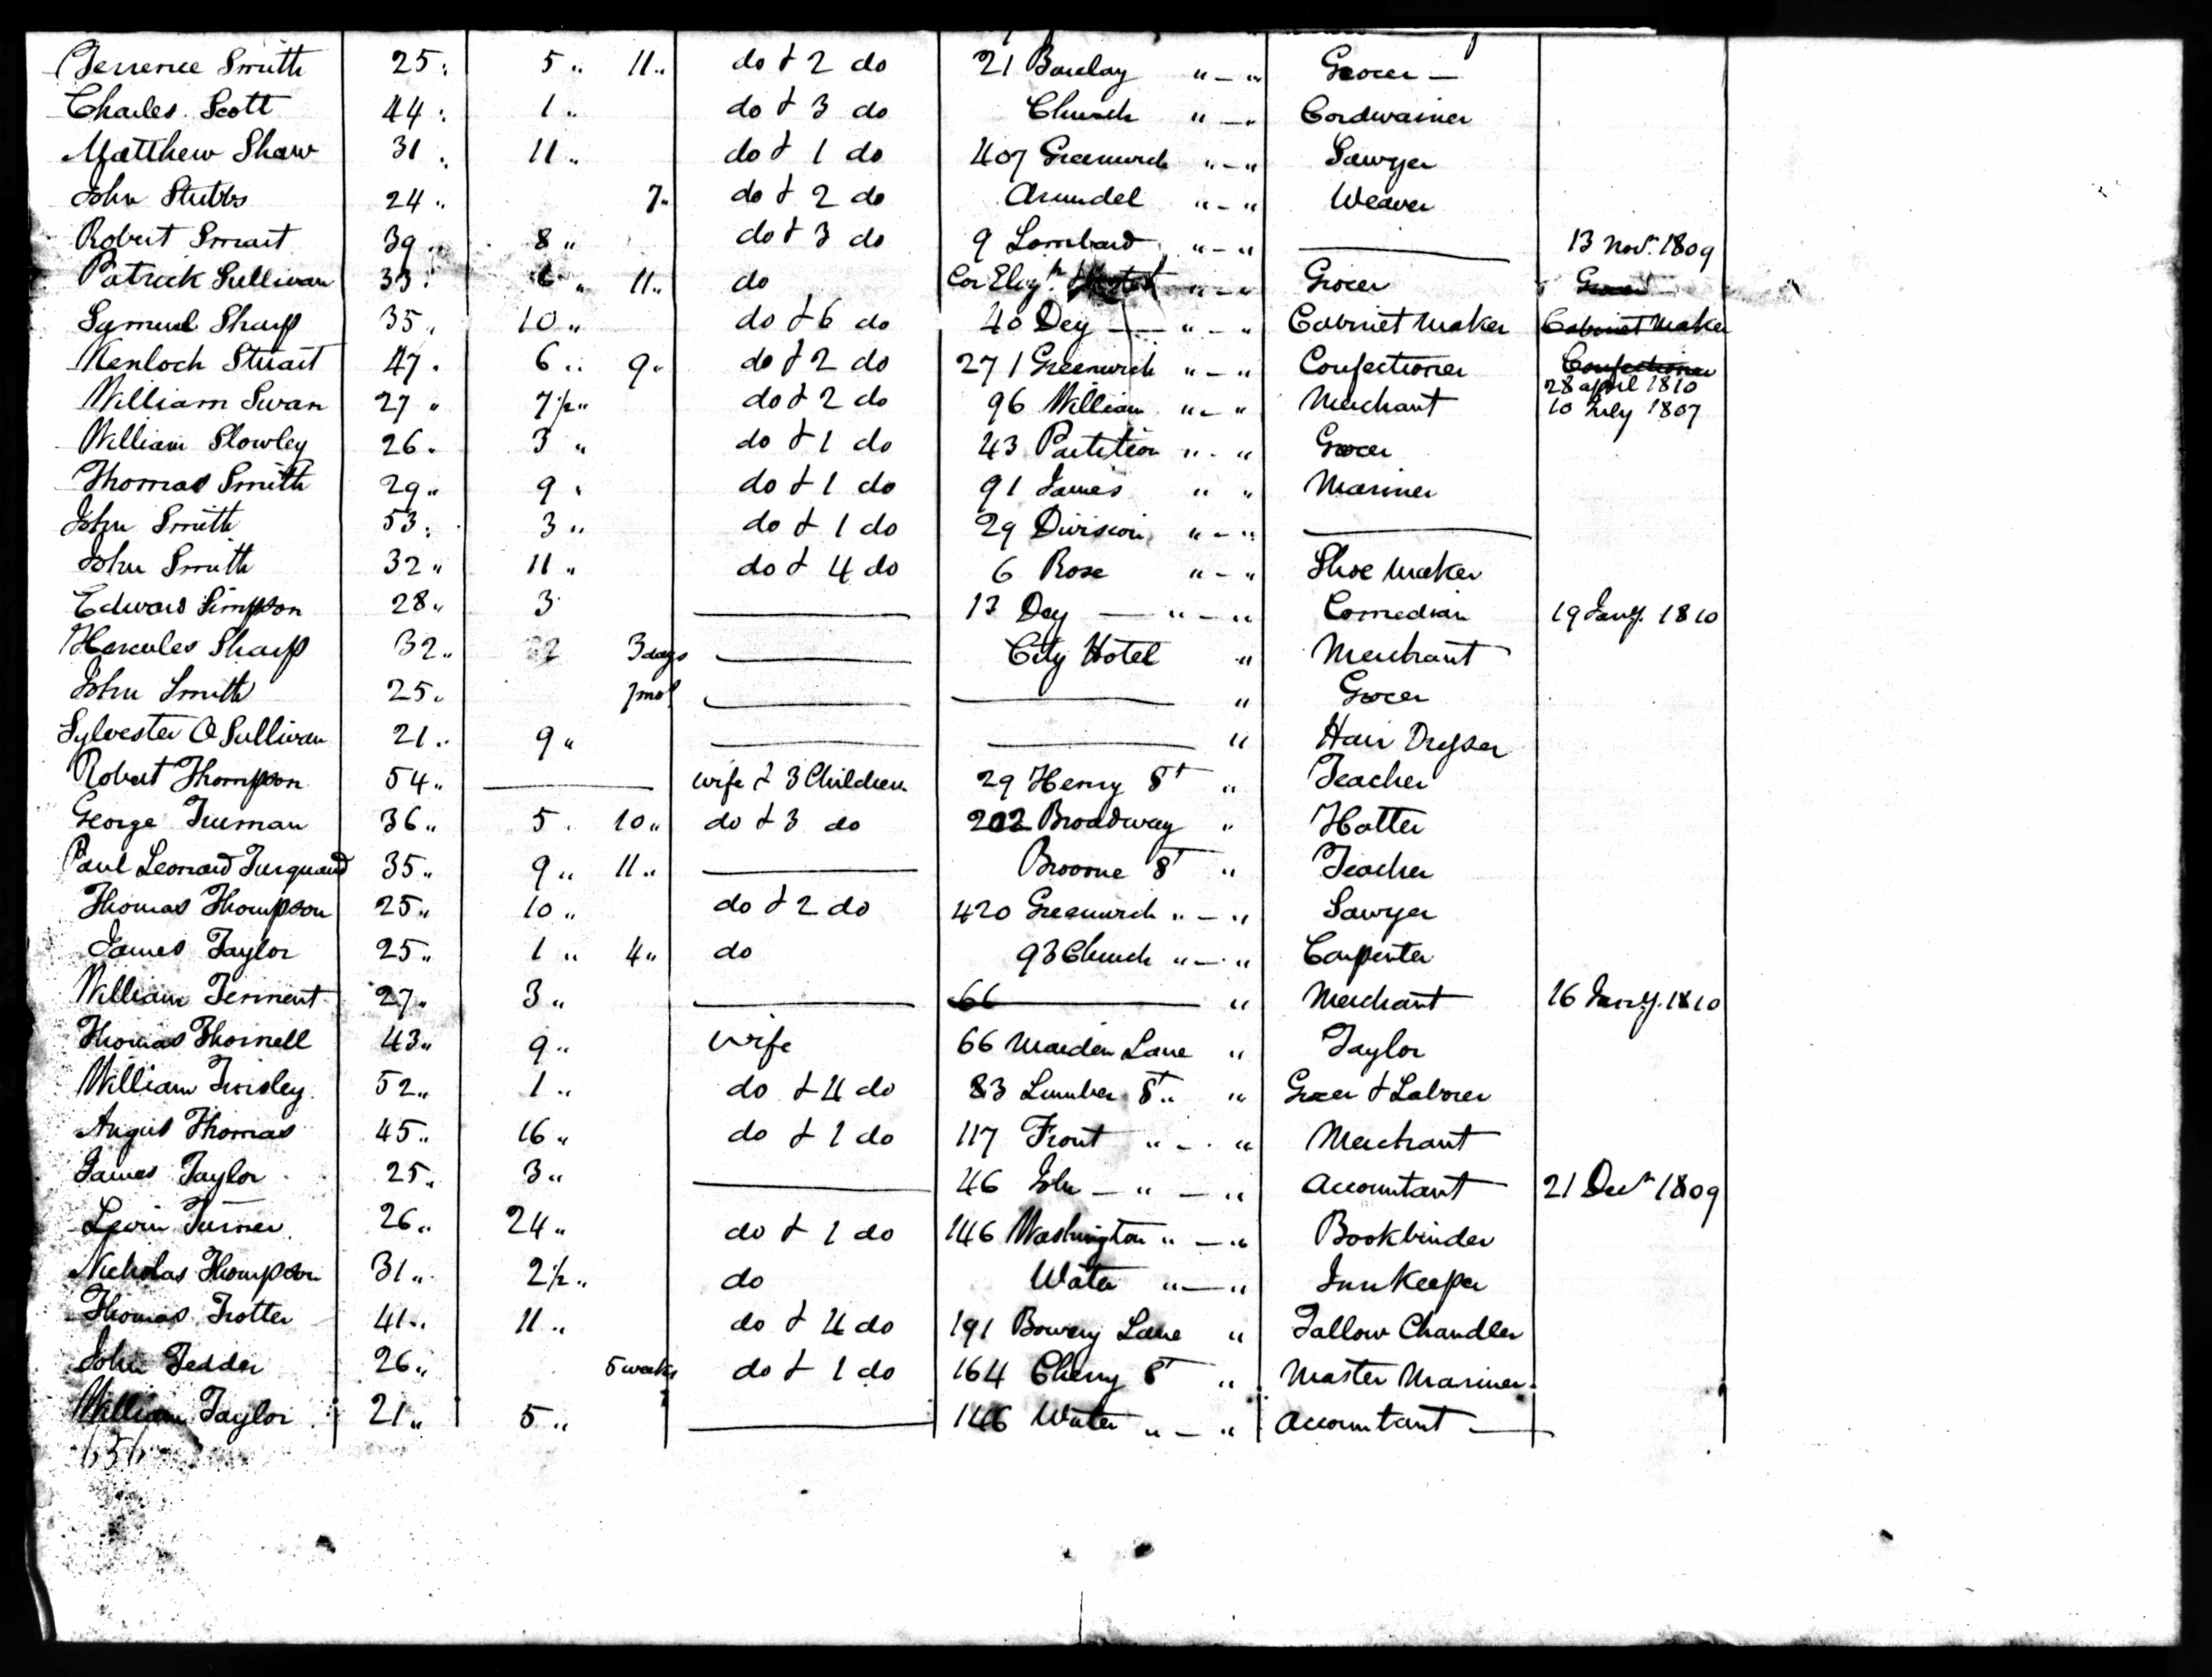 Terrence Smith 25 " 5 " 11 " do & 2 do 21 Barclay " - " Grocer -
Charles Scott 44 " 1 " do & 3 do Church " - " Cordwainer
Matthew Shaw 31 " 11 " do & 1 do 407 Greenwich " - " Sawyer
John Stubbs 24 " 7 " do & 2 do Arundel " - " Weaver
Robert Smart 39 " 8 " do & 3 do 9 Lombard " - " 13 Novr. 1809
Patrick Sullivan 33 " 6 " 11 " do Cor Elizth. " - " Grocer Grocer
Samuel Sharp 35 " 10 " do & 6 do 40 Dey - " - " Cabinet Maker Cabinet Maker
Kenloch Stuart 47 " 6 " 9 " do & 2 do 271 Greenwich " - " Confectioner Confectioner
28 april 1810
William Swan 27 " 7 1/2 " do & 2 do 96 William " - " Merchant 10 July 1807
William Slowley 26 " 3 " do & 1 do 43 Partition " - " Grocer
Thomas Smith 29 " 9 " do & 1 do 91 James " " Mariner
John Smith 53 " 3 " do & 1 do 29 Division " - "
John Smith 32 " 11 " do & 4 do 6 Rose " - " Shoe Maker
Edward Simpson 28 " 3 13 Dey - " - " Comedian 19 Jany. 1810
Hercules Sharp 32 " 3 days City Hotel " Merchant
John Smith 25 " 7 mos " Grocer
Sylvester O Sullivan 21 " 9 " " Hair Dresser
Robert Thompson 54 " wife & 3 Children 29 Henry St " Teacher
George Truman 36 " 5 " 10 " do & 3 do 202 Broadway " Hatter
Paul Leonard Turquand 35 " 9 " 11 " Broome St " Teacher
Thomas Thompson 25 " 10 " do & 2 do 420 Greenwich " - " Sawyer
James Taylor 25 " 1 " 4 " do 93 Church " - " Carpenter
William Tennent 27 " 3 " 66 " Merchant 16 Jany. 1810
Thomas Thornell 43 " 9 " wife 66 Maiden Lane " Taylor
William Tinsley 52 " 1 " do & 4 do 83 Lumber St " " Grocer & Laborer
Angus Thomas 45 " 16 " do & 1 do 117 Front " - " Merchant
James Taylor 25 " 3 " 46 John - " - " Accountant 21 Decr 1809
Levin Turner 26 " 24 " do & 1 do 146 Washington " - " Bookbinder
Nicholas Thompson 31 " 2 1/2 " do Water " - " Inn Keeper
Thomas Trotter 41 " 11 " do & 4 do 191 Bowery Lane " Tallow Chandler
John Tedder 26 " 5 weeks do & 1 do 164 Cherry St " Master Mariner
William Taylor 21 " 5 " 146 Water " - " Accountant -